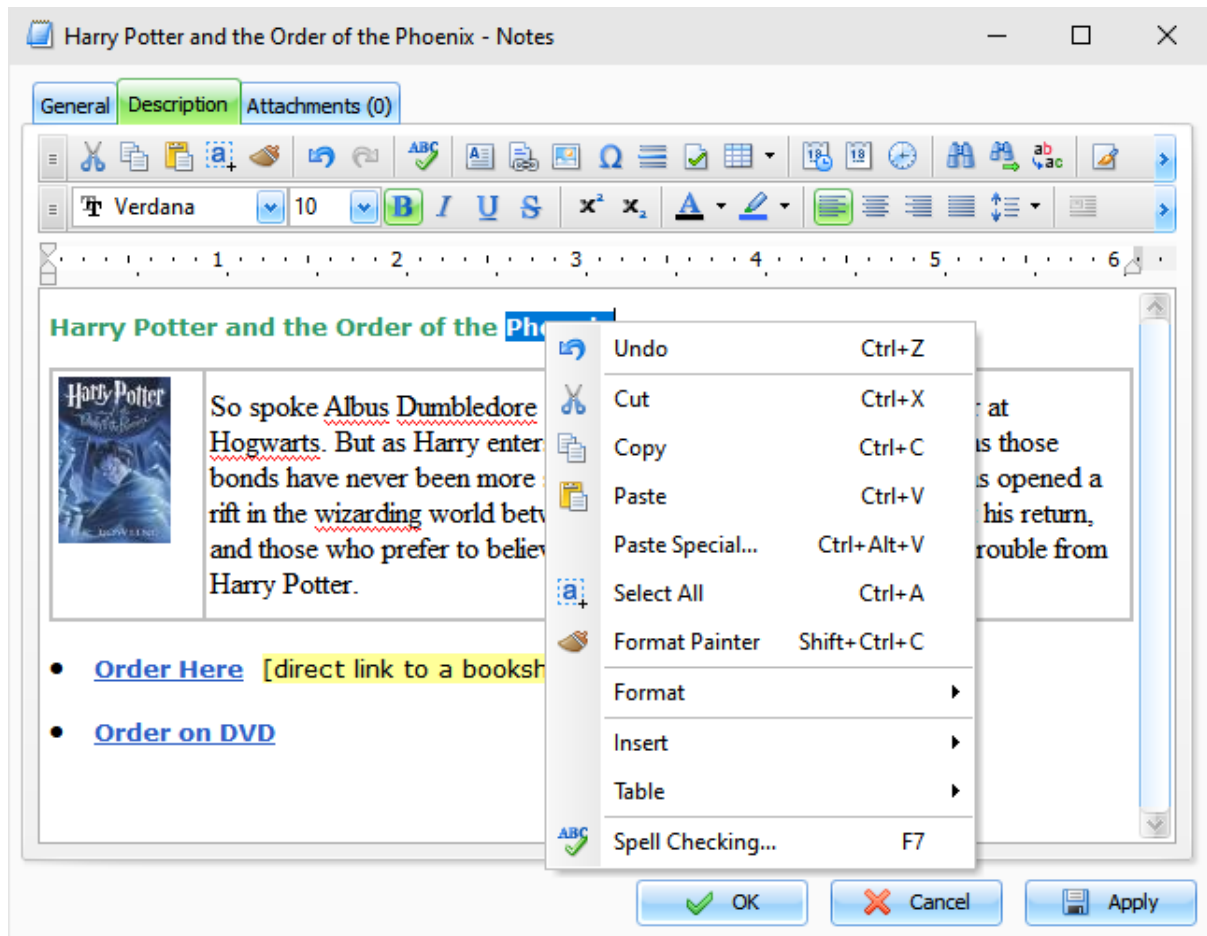 Harry Potter and the Order of the Phoenix - Notes
General Description Attachments (0)
Verdana 10 B I U S x² x₂ A
1 2 3 4 5 6
Harry Potter and the Order of the
Harry Potter
So spoke Albus Dumbledore at
Hogwarts. But as Harry enter s those
bonds have never been more s opened a
rift in the wizarding world his return,
and those who prefer to rouble from
Harry Potter.
• Order Here [direct link to a
• Order on DVD
Undo Ctrl+Z
Cut Ctrl+X
Copy Ctrl+C
Paste Ctrl+V
Paste Special... Ctrl+Alt+V
Select All Ctrl+A
Format Painter Shift+Ctrl+C
Format
Insert
Table
Spell Checking... F7
OK Cancel Apply